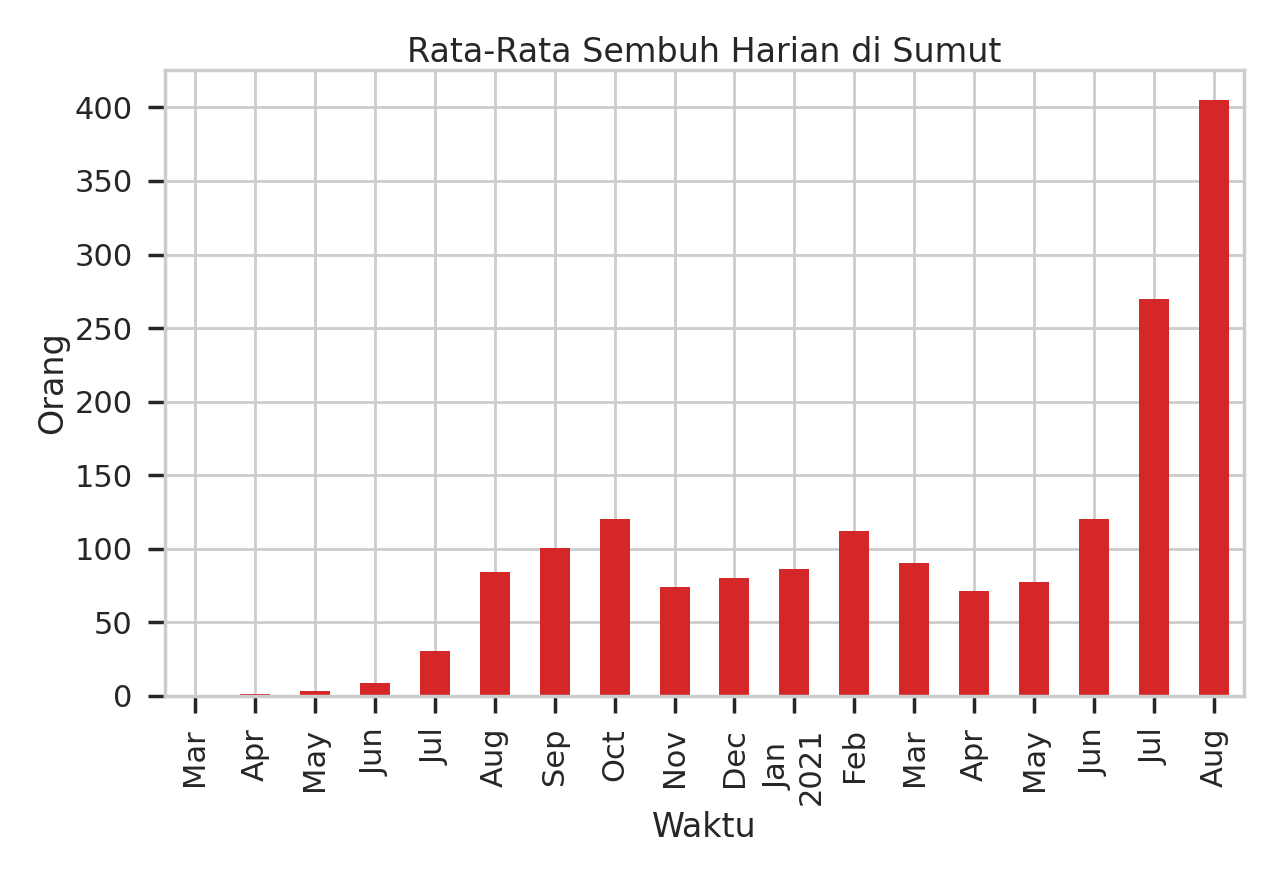 Rata-Rata Sembuh Harian di Sumut
400
350
300
250
200
150
100
50
0
Orang
Mar
Apr
May
Jun
Jul
Aug
Sep
Oct
Nov
Dec
Jan
2021
Feb
Mar
Apr
May
Jun
Jul
Aug
Waktu